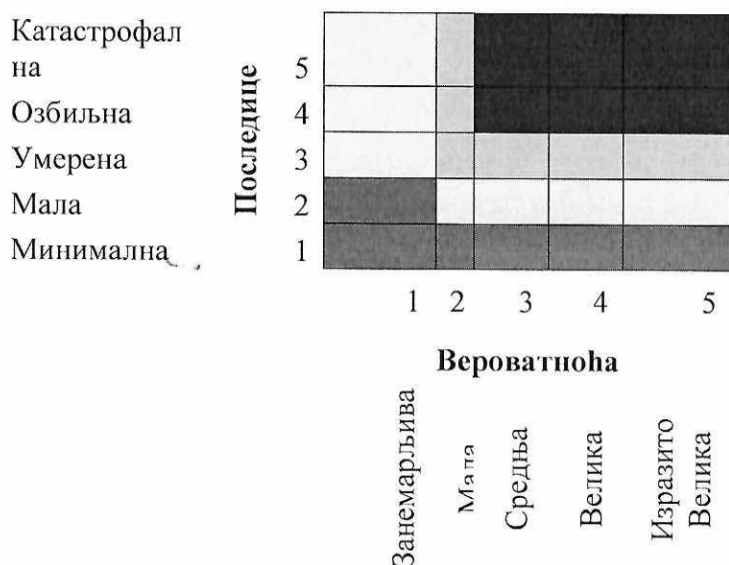 Катастрофал
на
5
Озбиљна
4
Умерена
3
Мала
2
Минимална
1
Последице
1 2 3 4 5
Вероватноћа
Занемарљива
Мала
Средња
Велика
Изразито
Велика